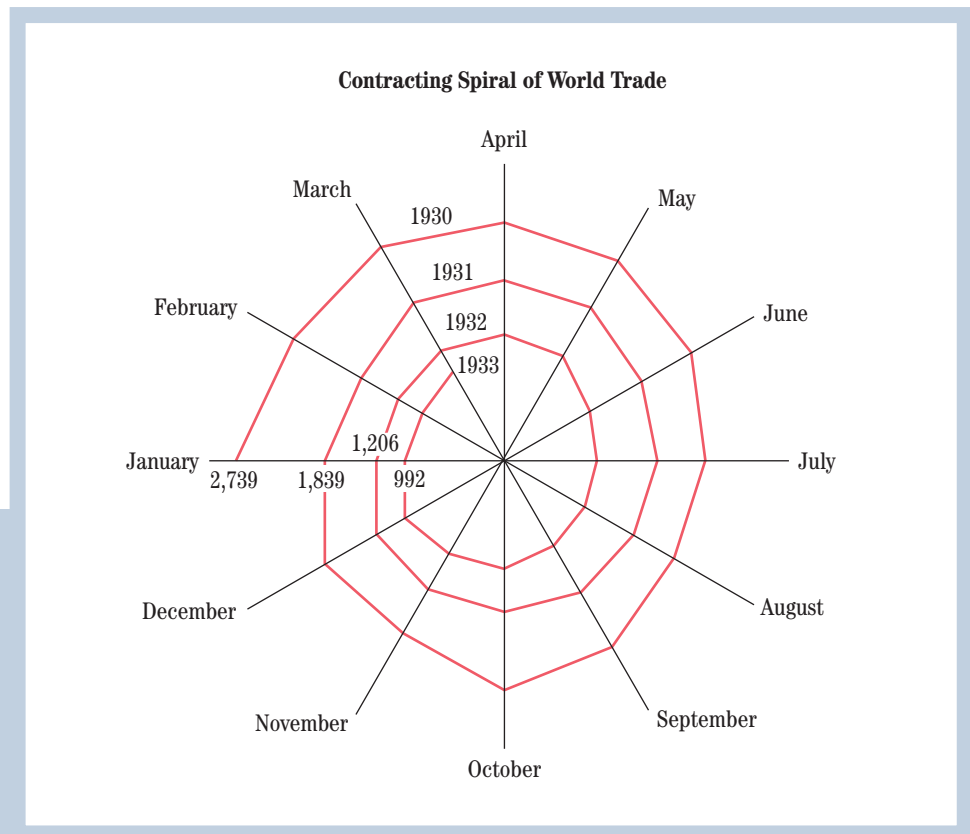 Contracting Spiral of World Trade
April
March
May
1930
1931
February
June
1932
1933
1,206
January
July
2,739
1,839
992
December
August
November
September
October